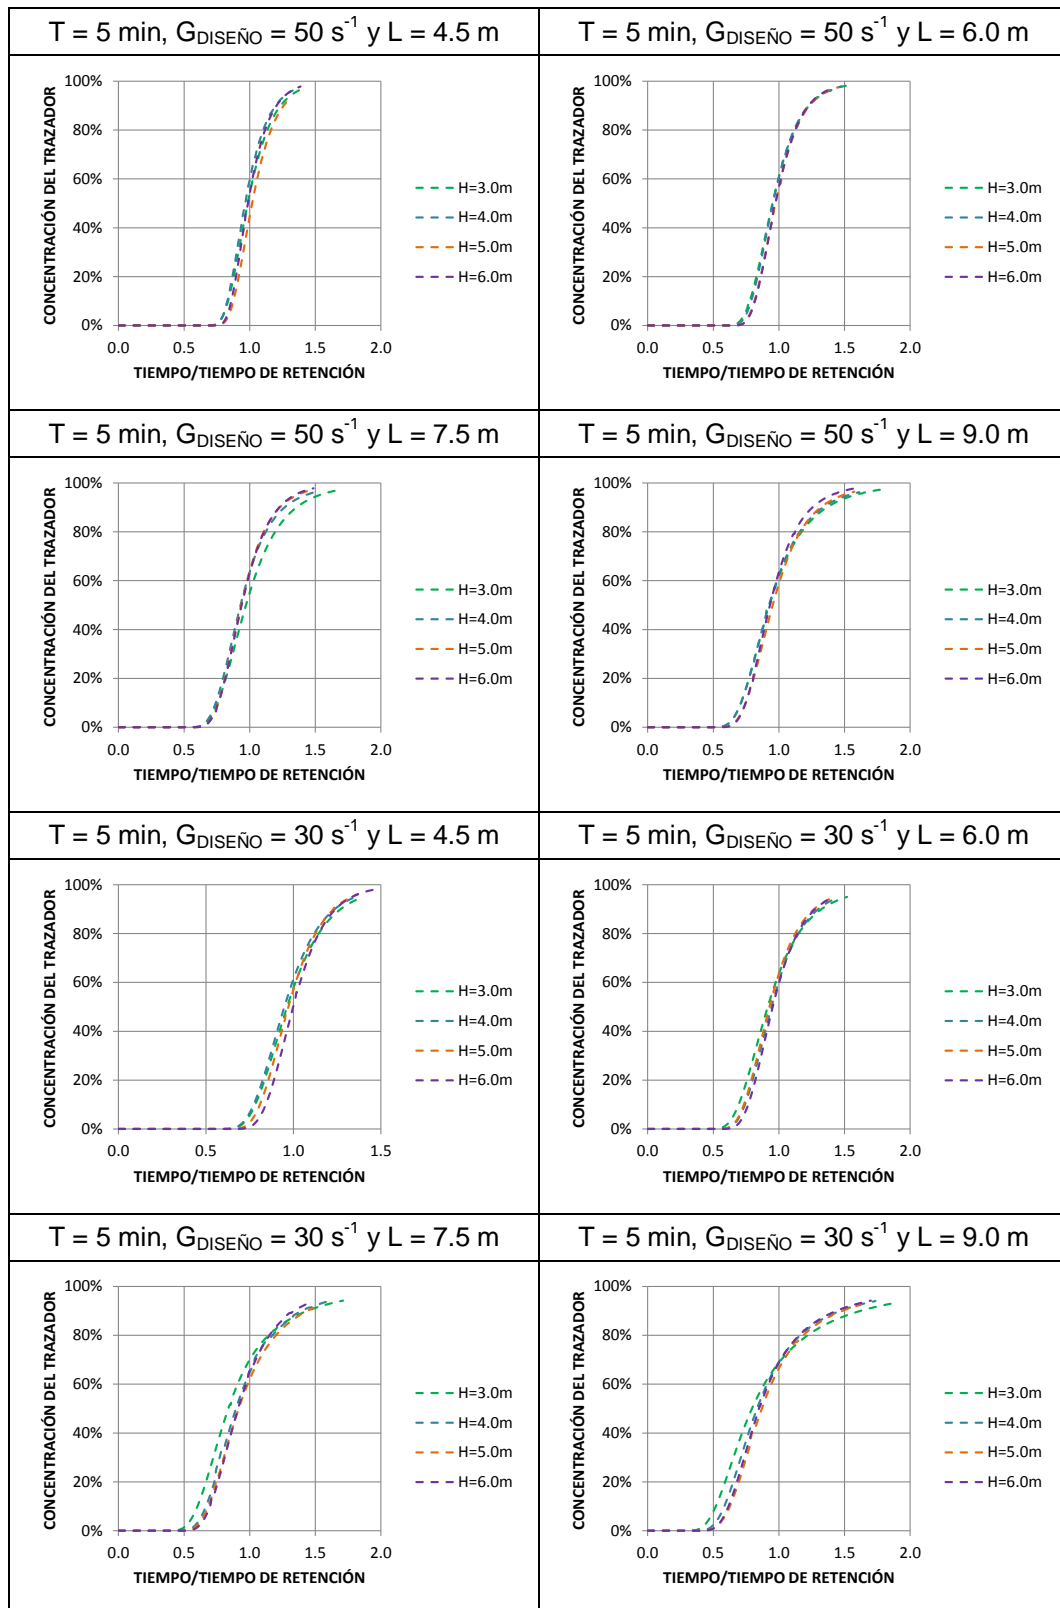 T = 5 min, G_DISEÑO = 50 s⁻¹ y L = 4.5 m
CONCENTRACIÓN DEL TRAZADOR
100%
80%
60%
40%
20%
0%
0.0 0.5 1.0 1.5 2.0
TIEMPO/TIEMPO DE RETENCIÓN
H=3.0m
H=4.0m
H=5.0m
H=6.0m
T = 5 min, G_DISEÑO = 50 s⁻¹ y L = 6.0 m
CONCENTRACIÓN DEL TRAZADOR
100%
80%
60%
40%
20%
0%
0.0 0.5 1.0 1.5 2.0
TIEMPO/TIEMPO DE RETENCIÓN
H=3.0m
H=4.0m
H=5.0m
H=6.0m
T = 5 min, G_DISEÑO = 50 s⁻¹ y L = 7.5 m
CONCENTRACIÓN DEL TRAZADOR
100%
80%
60%
40%
20%
0%
0.0 0.5 1.0 1.5 2.0
TIEMPO/TIEMPO DE RETENCIÓN
H=3.0m
H=4.0m
H=5.0m
H=6.0m
T = 5 min, G_DISEÑO = 50 s⁻¹ y L = 9.0 m
CONCENTRACIÓN DEL TRAZADOR
100%
80%
60%
40%
20%
0%
0.0 0.5 1.0 1.5 2.0
TIEMPO/TIEMPO DE RETENCIÓN
H=3.0m
H=4.0m
H=5.0m
H=6.0m
T = 5 min, G_DISEÑO = 30 s⁻¹ y L = 4.5 m
CONCENTRACIÓN DEL TRAZADOR
100%
80%
60%
40%
20%
0%
0.0 0.5 1.0 1.5
TIEMPO/TIEMPO DE RETENCIÓN
H=3.0m
H=4.0m
H=5.0m
H=6.0m
T = 5 min, G_DISEÑO = 30 s⁻¹ y L = 6.0 m
CONCENTRACIÓN DEL TRAZADOR
100%
80%
60%
40%
20%
0%
0.0 0.5 1.0 1.5 2.0
TIEMPO/TIEMPO DE RETENCIÓN
H=3.0m
H=4.0m
H=5.0m
H=6.0m
T = 5 min, G_DISEÑO = 30 s⁻¹ y L = 7.5 m
CONCENTRACIÓN DEL TRAZADOR
100%
80%
60%
40%
20%
0%
0.0 0.5 1.0 1.5 2.0
TIEMPO/TIEMPO DE RETENCIÓN
H=3.0m
H=4.0m
H=5.0m
H=6.0m
T = 5 min, G_DISEÑO = 30 s⁻¹ y L = 9.0 m
CONCENTRACIÓN DEL TRAZADOR
100%
80%
60%
40%
20%
0%
0.0 0.5 1.0 1.5 2.0
TIEMPO/TIEMPO DE RETENCIÓN
H=3.0m
H=4.0m
H=5.0m
H=6.0m